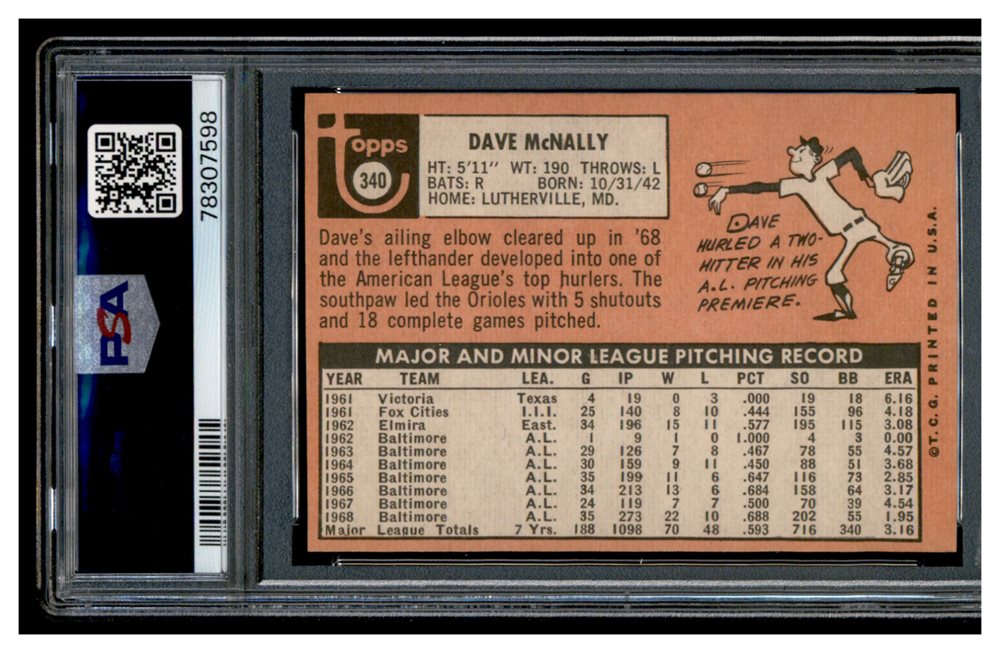 78307598
PSA
Topps
340
DAVE McNALLY
HT: 5'11" WT: 190 THROWS: L
BATS: R BORN: 10/31/42
HOME: LUTHERVILLE, MD.
Dave's ailing elbow cleared up in '68
and the lefthander developed into one of
the American League's top hurlers. The
southpaw led the Orioles with 5 shutouts
and 18 complete games pitched.
DAVE
HURLED A TWO-
HITTER IN HIS
A.L. PITCHING
PREMIERE.
MAJOR AND MINOR LEAGUE PITCHING RECORD
YEAR TEAM LEA. G IP W L PCT SO BB ERA
1961 Victoria Texas 4 19 0 3 .000 19 18 6.16
1961 Fox Cities I.I.I. 25 140 8 10 .444 155 96 4.18
1962 Elmira East. 34 196 15 11 .577 195 115 3.08
1962 Baltimore A.L. 1 9 1 0 1.000 4 3 0.00
1963 Baltimore A.L. 29 126 7 8 .467 78 55 4.57
1964 Baltimore A.L. 30 159 9 11 .450 88 51 3.68
1965 Baltimore A.L. 35 199 11 6 .647 116 73 2.85
1966 Baltimore A.L. 34 213 13 6 .684 158 64 3.17
1967 Baltimore A.L. 24 119 7 7 .500 70 39 4.54
1968 Baltimore A.L. 35 273 22 10 .688 202 55 1.95
Major League Totals 7 Yrs. 188 1098 70 48 .593 716 340 3.16
©T. C. G. PRINTED IN U.S.A.